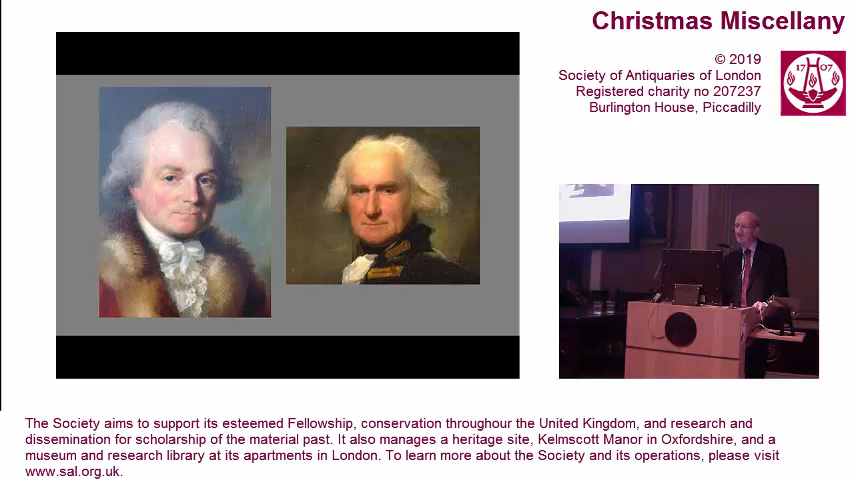 Christmas Miscellany
© 2019
Society of Antiquaries of London
Registered charity no 207237
Burlington House, Piccadilly
1707
The Society aims to support its esteemed Fellowship, conservation throughour the United Kingdom, and research and
dissemination for scholarship of the material past. It also manages a heritage site, Kelmscott Manor in Oxfordshire, and a
museum and research library at its apartments in London. To learn more about the Society and its operations, please visit
www.sal.org.uk.